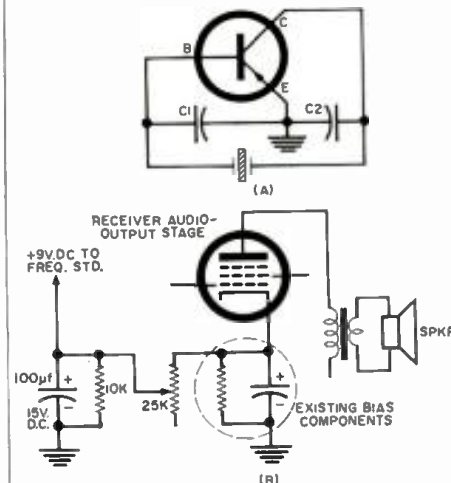 C
B
E
C1
C2
(A)
RECEIVER AUDIO-
OUTPUT STAGE
+9V.DC TO
FREQ. STD.
SPKR
100µf
+
-
15V.
D.C.
10K
25K
+
-
EXISTING BIAS
COMPONENTS
(B)